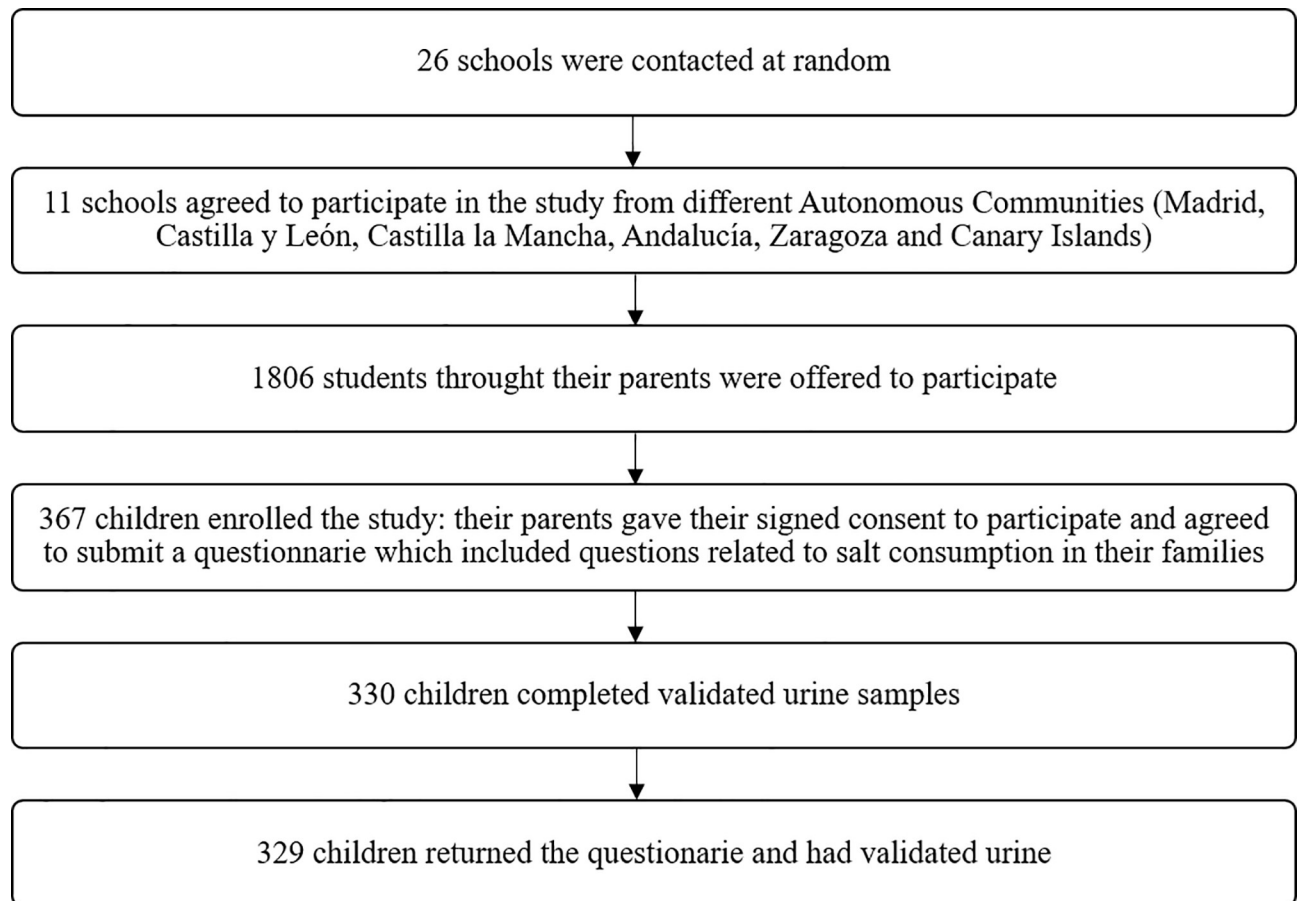 26 schools were contacted at random
11 schools agreed to participate in the study from different Autonomous Communities (Madrid,
Castilla y León, Castilla la Mancha, Andalucía, Zaragoza and Canary Islands)
1806 students throught their parents were offered to participate
367 children enrolled the study: their parents gave their signed consent to participate and agreed
to submit a questionnarie which included questions related to salt consumption in their families
330 children completed validated urine samples
329 children returned the questionarie and had validated urine